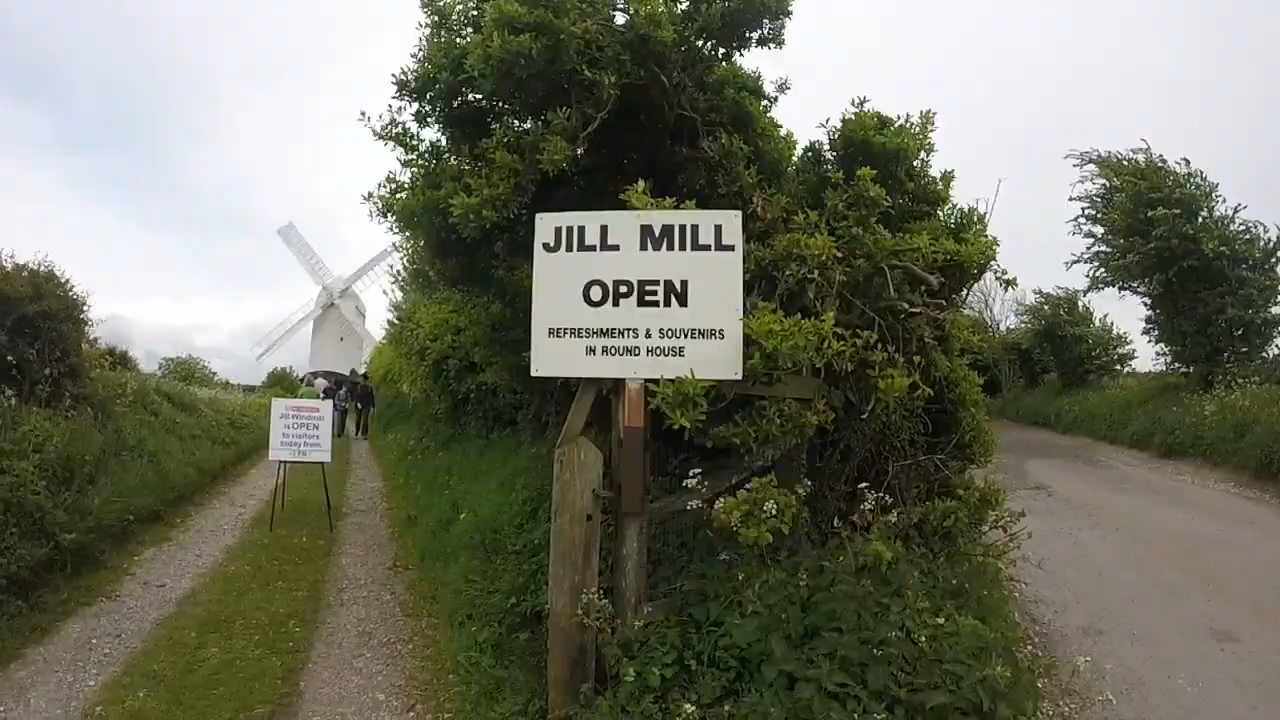 JILL MILL
OPEN
REFRESHMENTS & SOUVENIRS
IN ROUND HOUSE
Jill Windmill
is OPEN
to visitors
today from